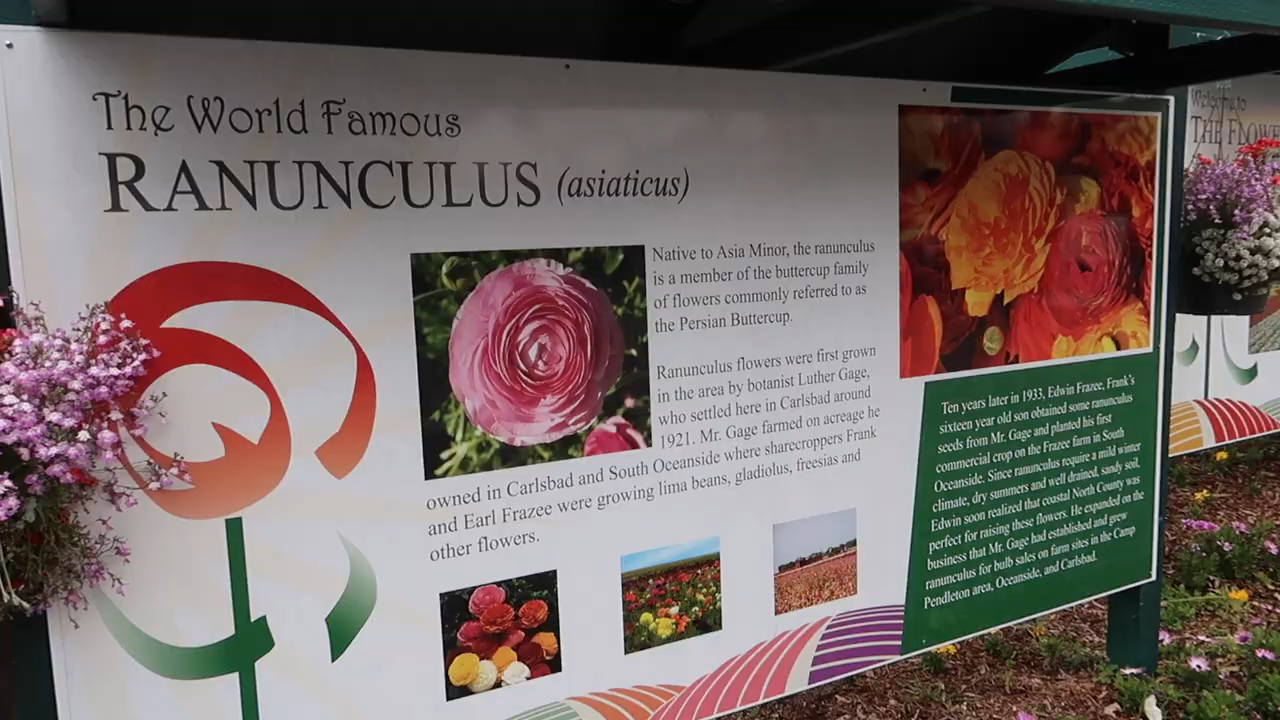 The World Famous
RANUNCULUS (asiaticus)
Native to Asia Minor, the ranunculus
is a member of the buttercup family
of flowers commonly referred to as
the Persian Buttercup.
Ranunculus flowers were first grown
in the area by botanist Luther Gage,
who settled here in Carlsbad around
1921. Mr. Gage farmed on acreage he
owned in Carlsbad and South Oceanside where sharecroppers Frank
and Earl Frazee were growing lima beans, gladiolus, freesias and
other flowers.
Ten years later in 1933, Edwin Frazee, Frank's
sixteen year old son obtained some ranunculus
seeds from Mr. Gage and planted his first
commercial crop on the Frazee farm in South
Oceanside. Since ranunculus require a mild winter
climate, dry summers and well drained, sandy soil,
Edwin soon realized that coastal North County was
perfect for raising these flowers. He expanded on the
business that Mr. Gage had established and grew
ranunculus for bulb sales on farm sites in the Camp
Pendleton area, Oceanside, and Carlsbad.
Welcome to
THE FLOWE